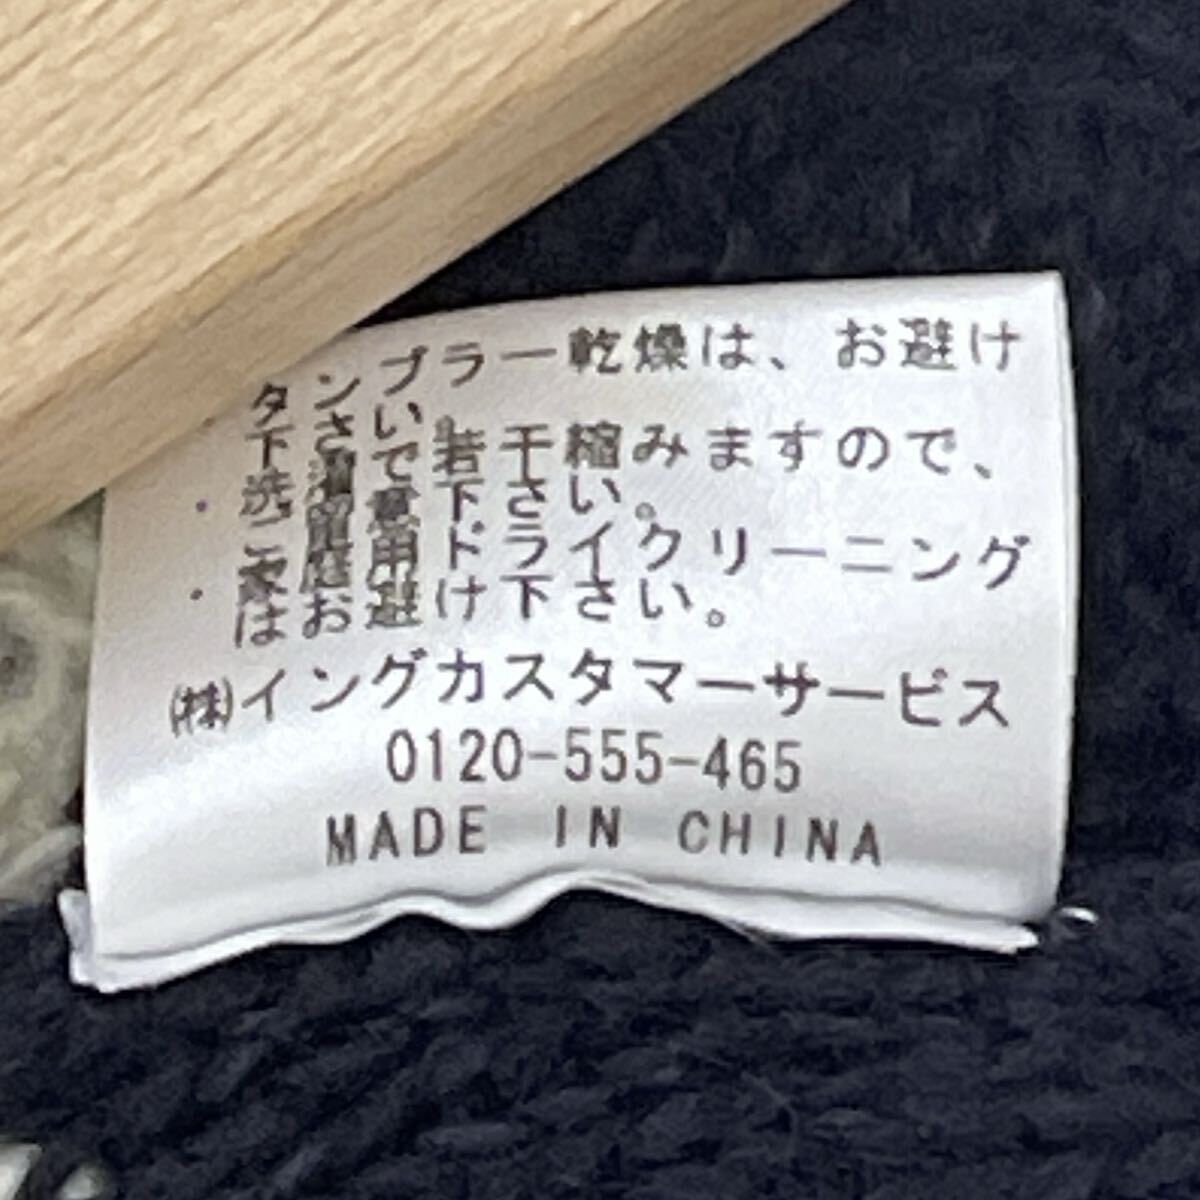 タンブラー乾燥は、お避け
下さい。
・洗濯で若干縮みますので、
ご留意下さい。
・家庭用ドライクリーニング
はお避け下さい。
(株)イングカスタマーサービス
0120-555-465
MADE IN CHINA